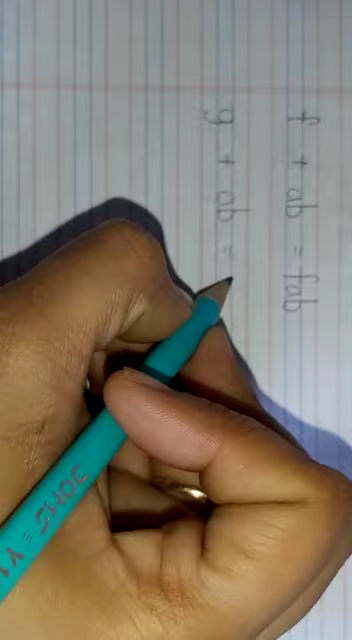 f + ab = fab
g + ab =